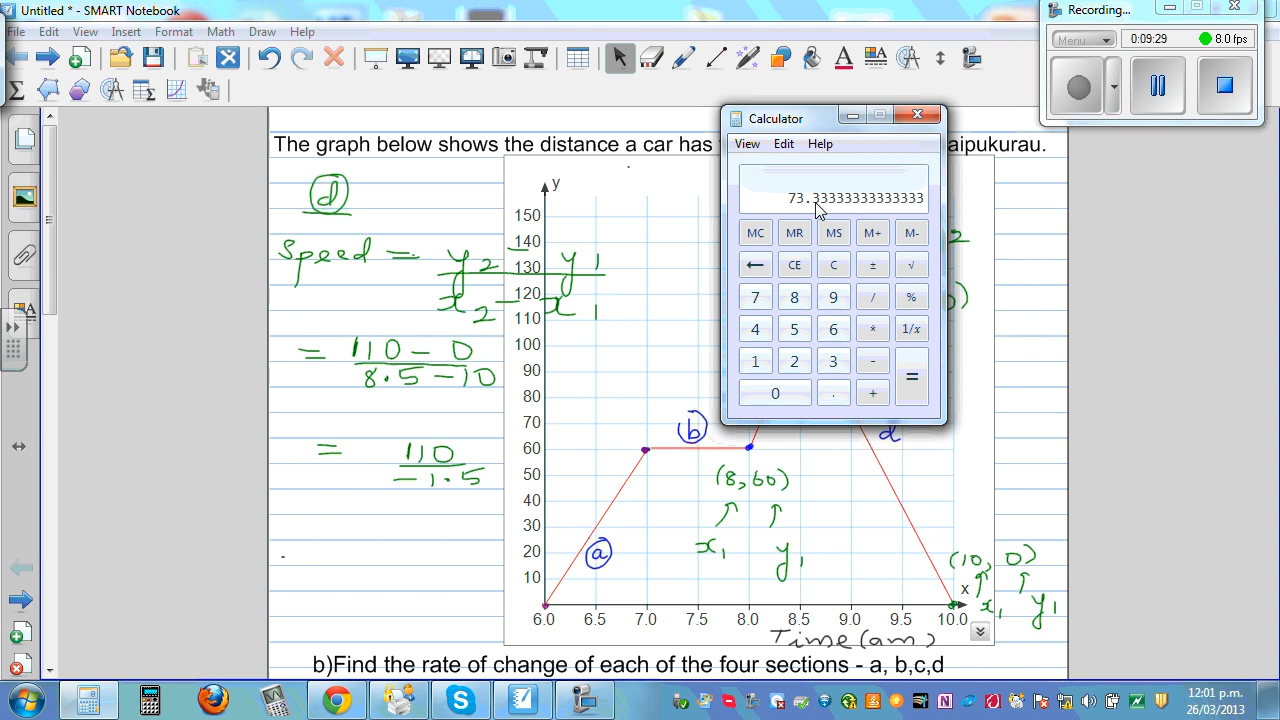 Untitled * - SMART Notebook
File Edit View Insert Format Math Draw Help
Recording...
Menu
0:09:29
8.0 fps
The graph below shows the distance a car has
aipukurau.
d
Speed = y2 - y1
x2 - x1
= 110 - 0
8.5 - 10
= 110
-1.5
y
150
140
130
120
110
100
90
80
70
60
50
40
30
20
10
6.0 6.5 7.0 7.5 8.0 8.5 9.0 9.5 10.0
x
Time (am)
a
b
d
(8, 60)
x1 y1
(10, 0)
x1 y1
2
0)
Calculator
View Edit Help
73.33333333333333
MC MR MS M+ M-
← CE C ± √
7 8 9 / %
4 5 6 * 1/x
1 2 3 - =
0 . +
b)Find the rate of change of each of the four sections - a, b,c,d
12:01 p.m.
26/03/2013